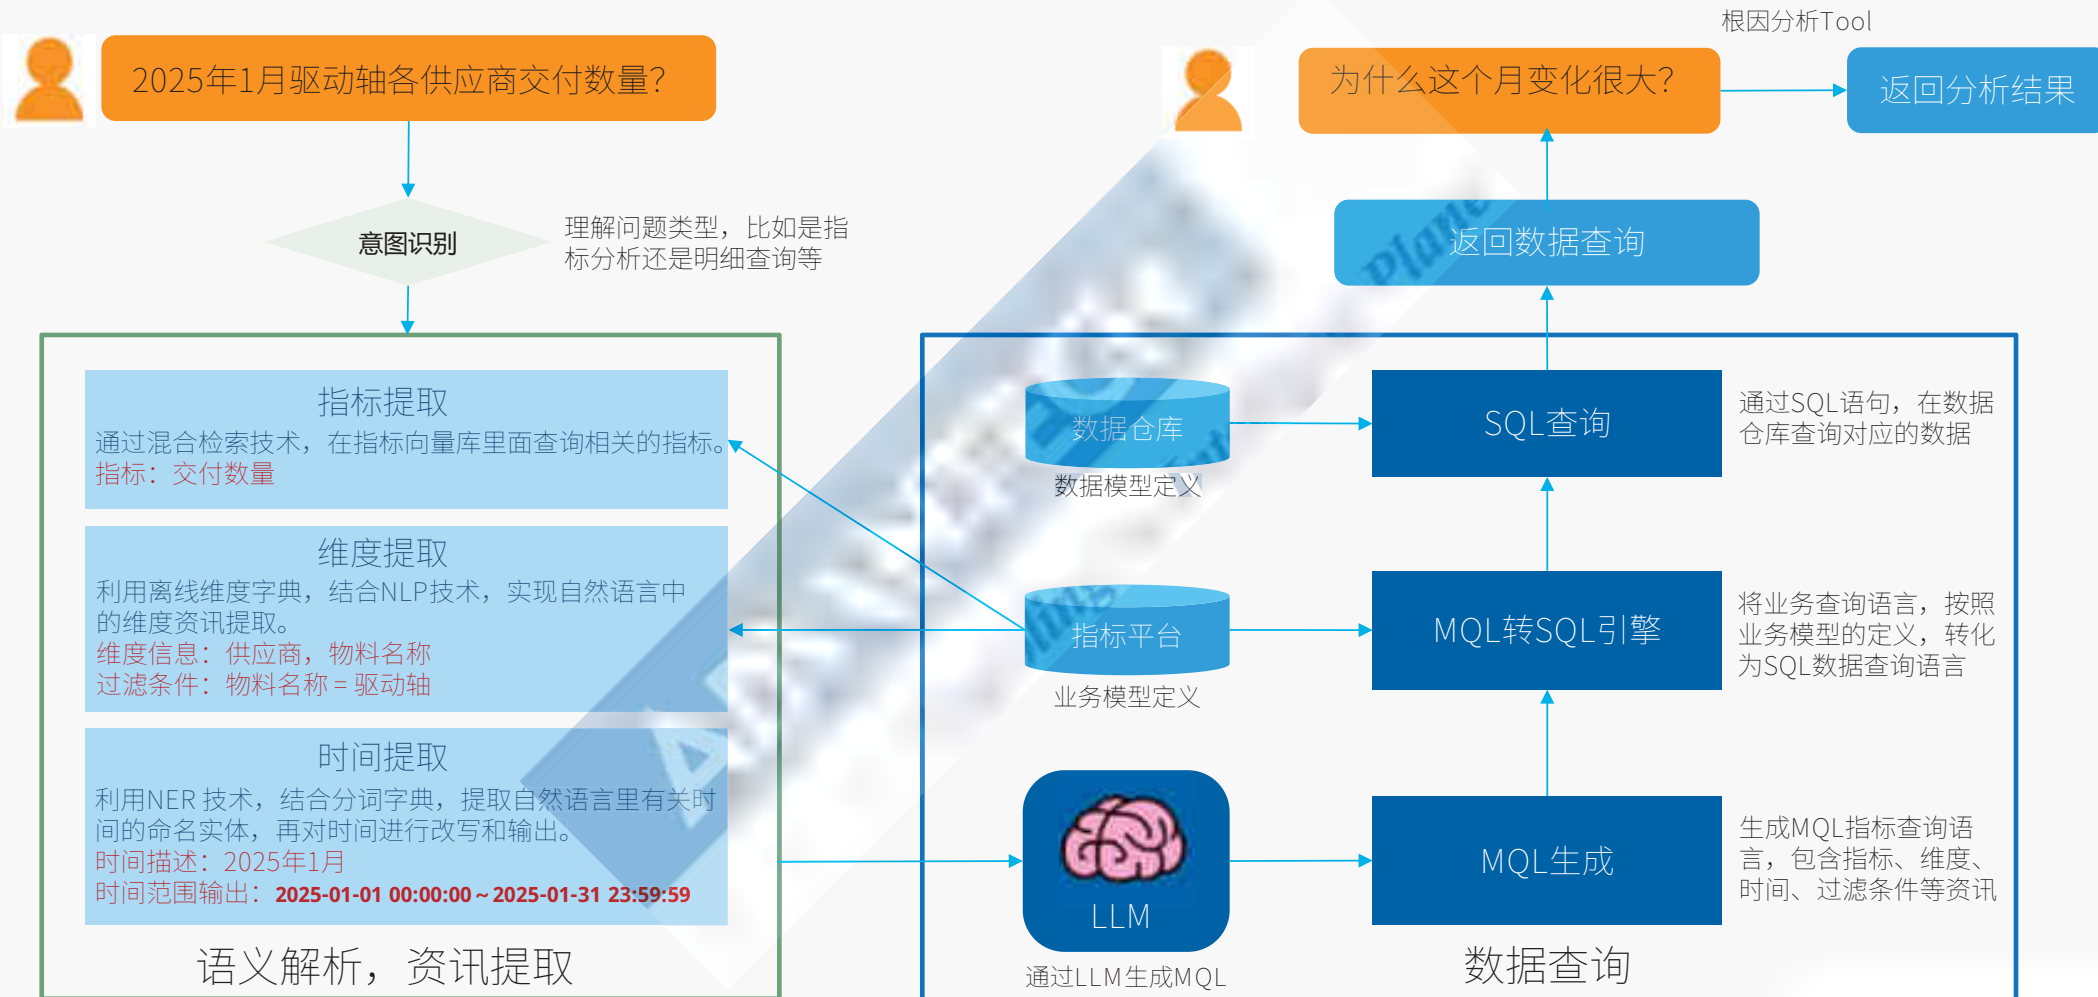 根因分析Tool
2025年1月驱动轴各供应商交付数量？
为什么这个月变化很大？
返回分析结果
意图识别
理解问题类型，比如是指
标分析还是明细查询等
返回数据查询
指标提取
通过混合检索技术，在指标向量库里面查询相关的指标。
指标：交付数量
维度提取
利用离线维度字典，结合NLP技术，实现自然语言中
的维度资讯提取。
维度信息：供应商，物料名称
过滤条件：物料名称 = 驱动轴
时间提取
利用NER 技术，结合分词字典，提取自然语言里有关时
间的命名实体，再对时间进行改写和输出。
时间描述：2025年1月
时间范围输出：2025-01-01 00:00:00 ~ 2025-01-31 23:59:59
语义解析，资讯提取
数据仓库
数据模型定义
SQL查询
通过SQL语句，在数据
仓库查询对应的数据
指标平台
业务模型定义
MQL转SQL引擎
将业务查询语言，按照
业务模型的定义，转化
为SQL数据查询语言
LLM
通过LLM生成MQL
MQL生成
生成MQL指标查询语
言，包含指标、维度、
时间、过滤条件等资讯
数据查询
Plane